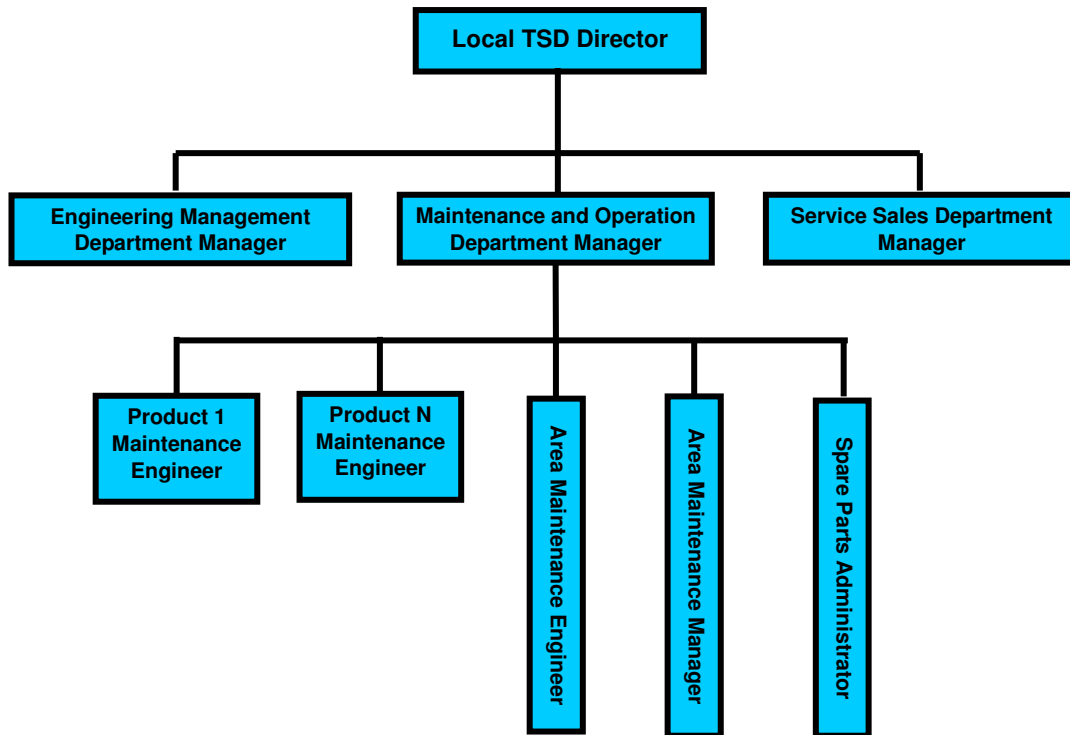 Local TSD Director
Engineering Management
Department Manager
Maintenance and Operation
Department Manager
Service Sales Department
Manager
Product 1
Maintenance
Engineer
Product N
Maintenance
Engineer
Area Maintenance Engineer
Area Maintenance Manager
Spare Parts Administrator